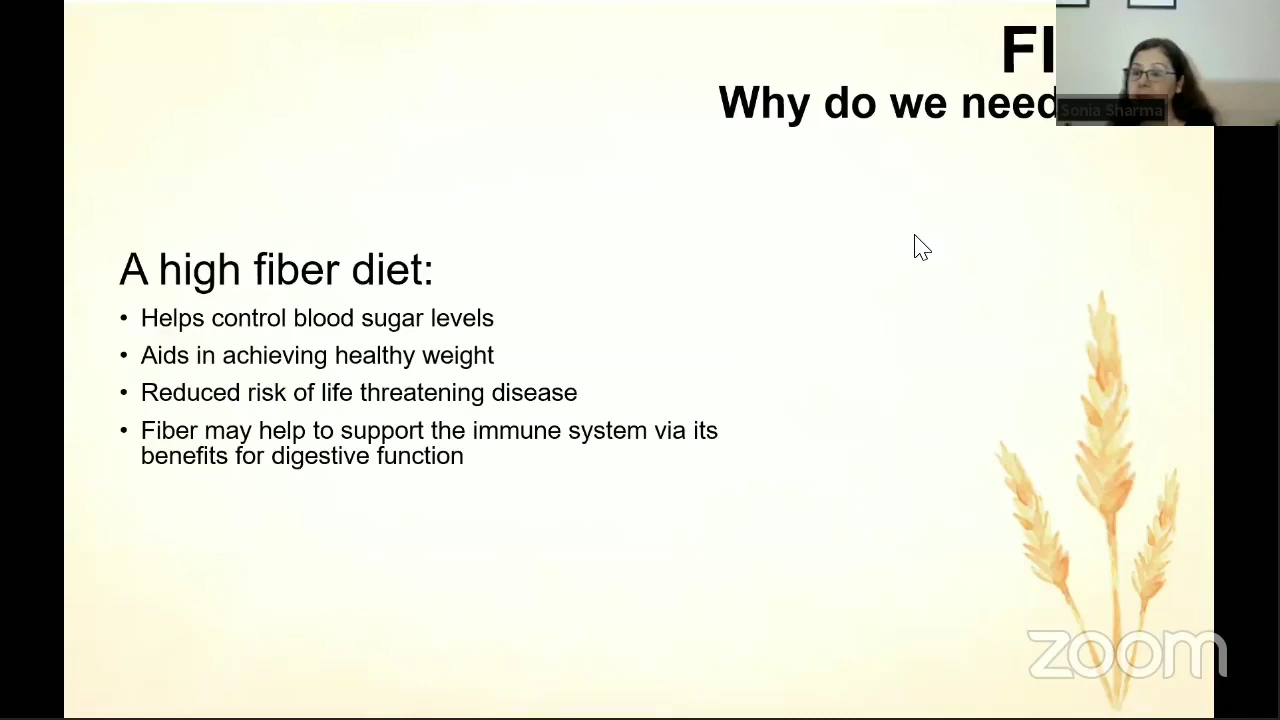 Why do we need
Sonia Sharma
A high fiber diet:
• Helps control blood sugar levels
• Aids in achieving healthy weight
• Reduced risk of life threatening disease
• Fiber may help to support the immune system via its
benefits for digestive function
zoom